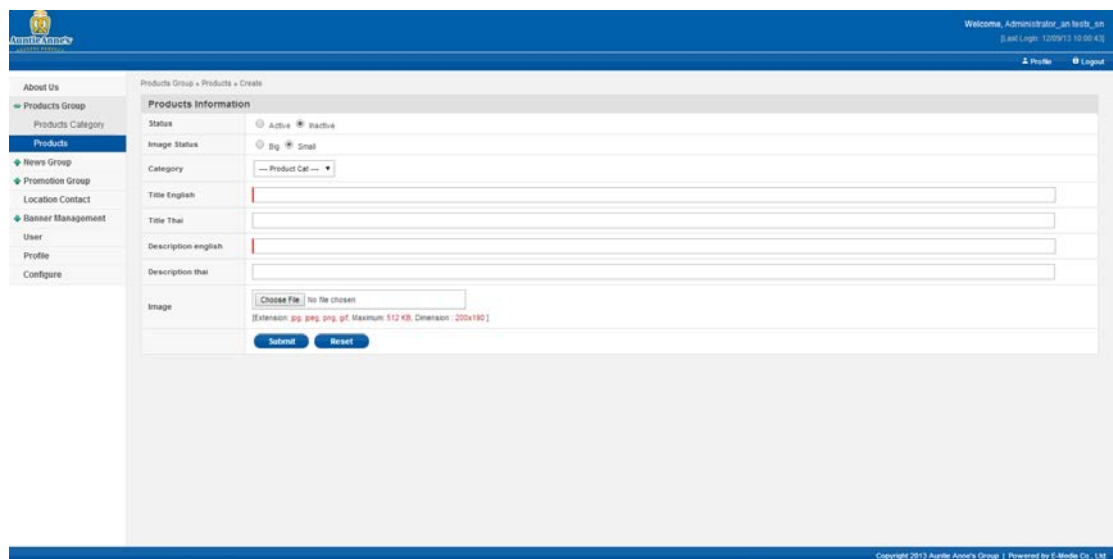 Auntie Anne's
Welcome, Administrator_an tests_sn
[Last Login: 12/09/13 10:00:43]
Profile
Logout
About Us
Products Group
Products Category
Products
News Group
Promotion Group
Location Contact
Banner Management
User
Profile
Configure
Products Group » Products » Create
Products Information
Status
Active Inactive
Image Status
Big Small
Category
--- Product Cat ---
Title English
Title Thai
Description english
Description thai
Image
Choose File No file chosen
[Extension: jpg, jpeg, png, gif, Maximum: 512 KB, Dimension : 200x180 ]
Submit Reset
Copyright 2013 Auntie Anne's Group | Powered by E-Media Co., Ltd